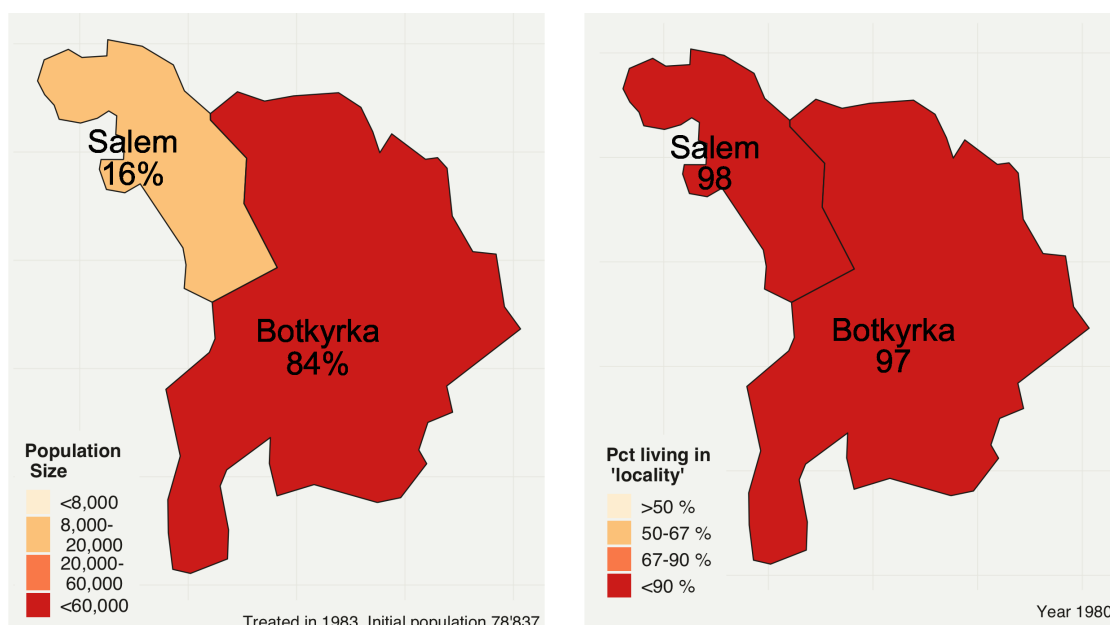 Salem
16%
Botkyrka
84%
Population
Size
<8,000
8,000-
20,000
20,000-
60,000
<60,000
Treated in 1983. Initial population 78'837
Salem
98
Botkyrka
97
Pct living in
'locality'
>50 %
50-67 %
67-90 %
<90 %
Year 1980